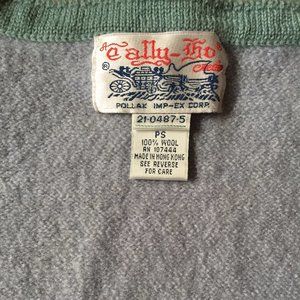 A "Tally-Ho"
®
POLLAK IMP-EX CORP.
21-0487-5
PS
100% WOOL
RN 107444
MADE IN HONG KONG
SEE REVERSE
FOR CARE